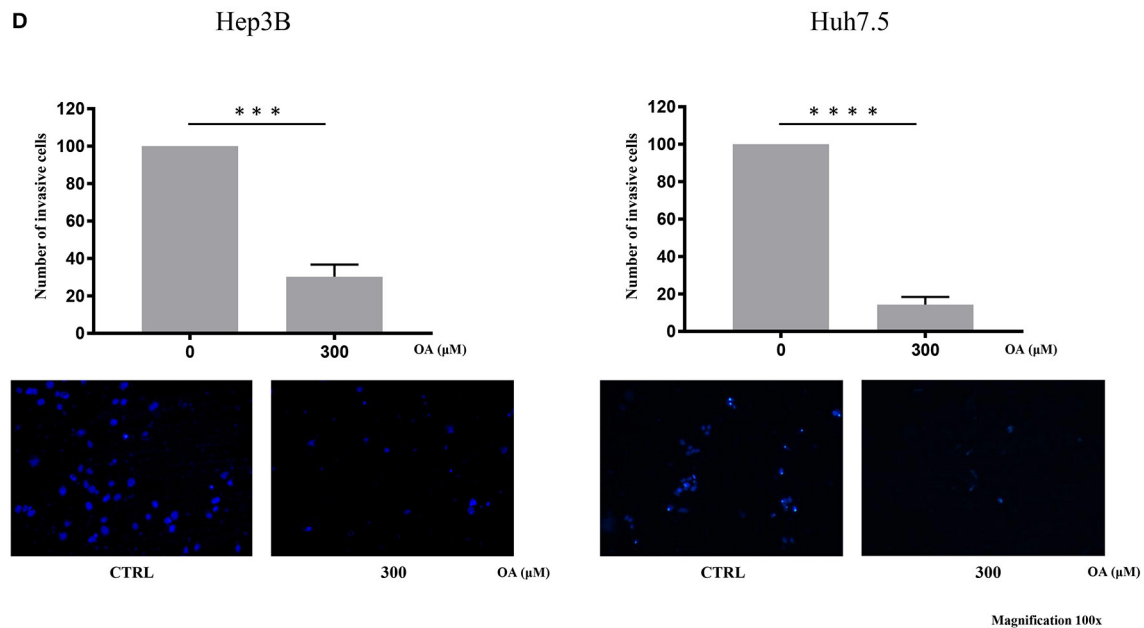 D
Hep3B
Huh7.5
120
100
80
60
40
20
0
Number of invasive cells
* * *
0
300
OA (µM)
120
100
80
60
40
20
0
Number of invasive cells
* * * *
0
300
OA (µM)
CTRL
300
OA (µM)
CTRL
300
OA (µM)
Magnification 100x